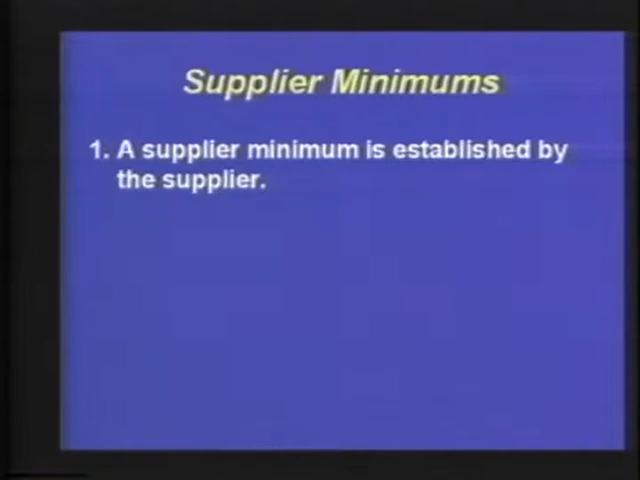 Supplier Minimums
1. A supplier minimum is established by
the supplier.